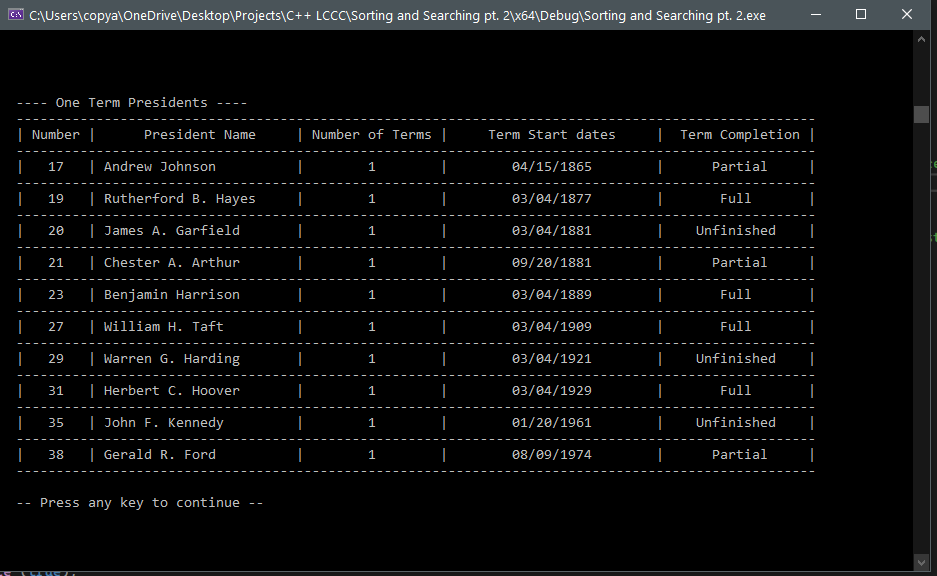 C:\Users\copya\OneDrive\Desktop\Projects\C++ LCCC\Sorting and Searching pt. 2\x64\Debug\Sorting and Searching pt. 2.exe
---- One Term Presidents ----
| Number | President Name | Number of Terms | Term Start dates | Term Completion |
| 17 | Andrew Johnson | 1 | 04/15/1865 | Partial |
| 19 | Rutherford B. Hayes | 1 | 03/04/1877 | Full |
| 20 | James A. Garfield | 1 | 03/04/1881 | Unfinished |
| 21 | Chester A. Arthur | 1 | 09/20/1881 | Partial |
| 23 | Benjamin Harrison | 1 | 03/04/1889 | Full |
| 27 | William H. Taft | 1 | 03/04/1909 | Full |
| 29 | Warren G. Harding | 1 | 03/04/1921 | Unfinished |
| 31 | Herbert C. Hoover | 1 | 03/04/1929 | Full |
| 35 | John F. Kennedy | 1 | 01/20/1961 | Unfinished |
| 38 | Gerald R. Ford | 1 | 08/09/1974 | Partial |
-- Press any key to continue --